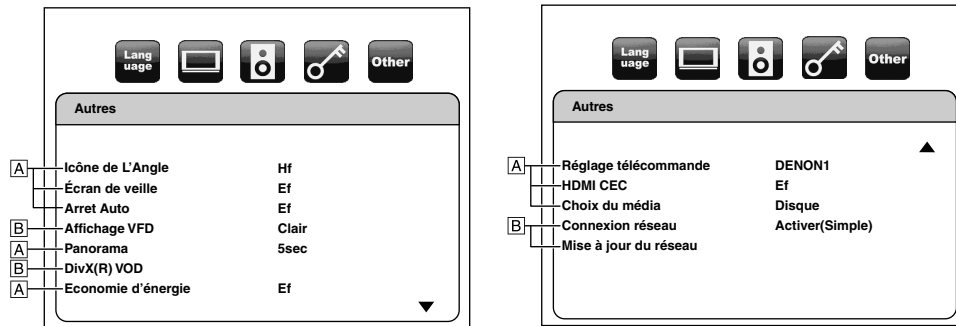 Lang
uage
Other
Autres
A Icône de L'Angle Hf
Écran de veille Ef
Arret Auto Ef
B Affichage VFD Clair
A Panorama 5sec
B DivX(R) VOD
A Economie d'énergie Ef
▼
Lang
uage
Other
Autres
▲
A Réglage télécommande DENON1
HDMI CEC Ef
Choix du média Disque
B Connexion réseau Activer(Simple)
Mise à jour du réseau